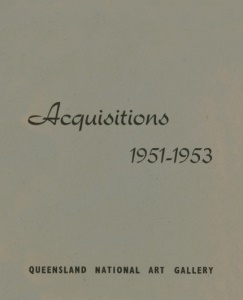 Acquisitions
1951-1953
QUEENSLAND NATIONAL ART GALLERY